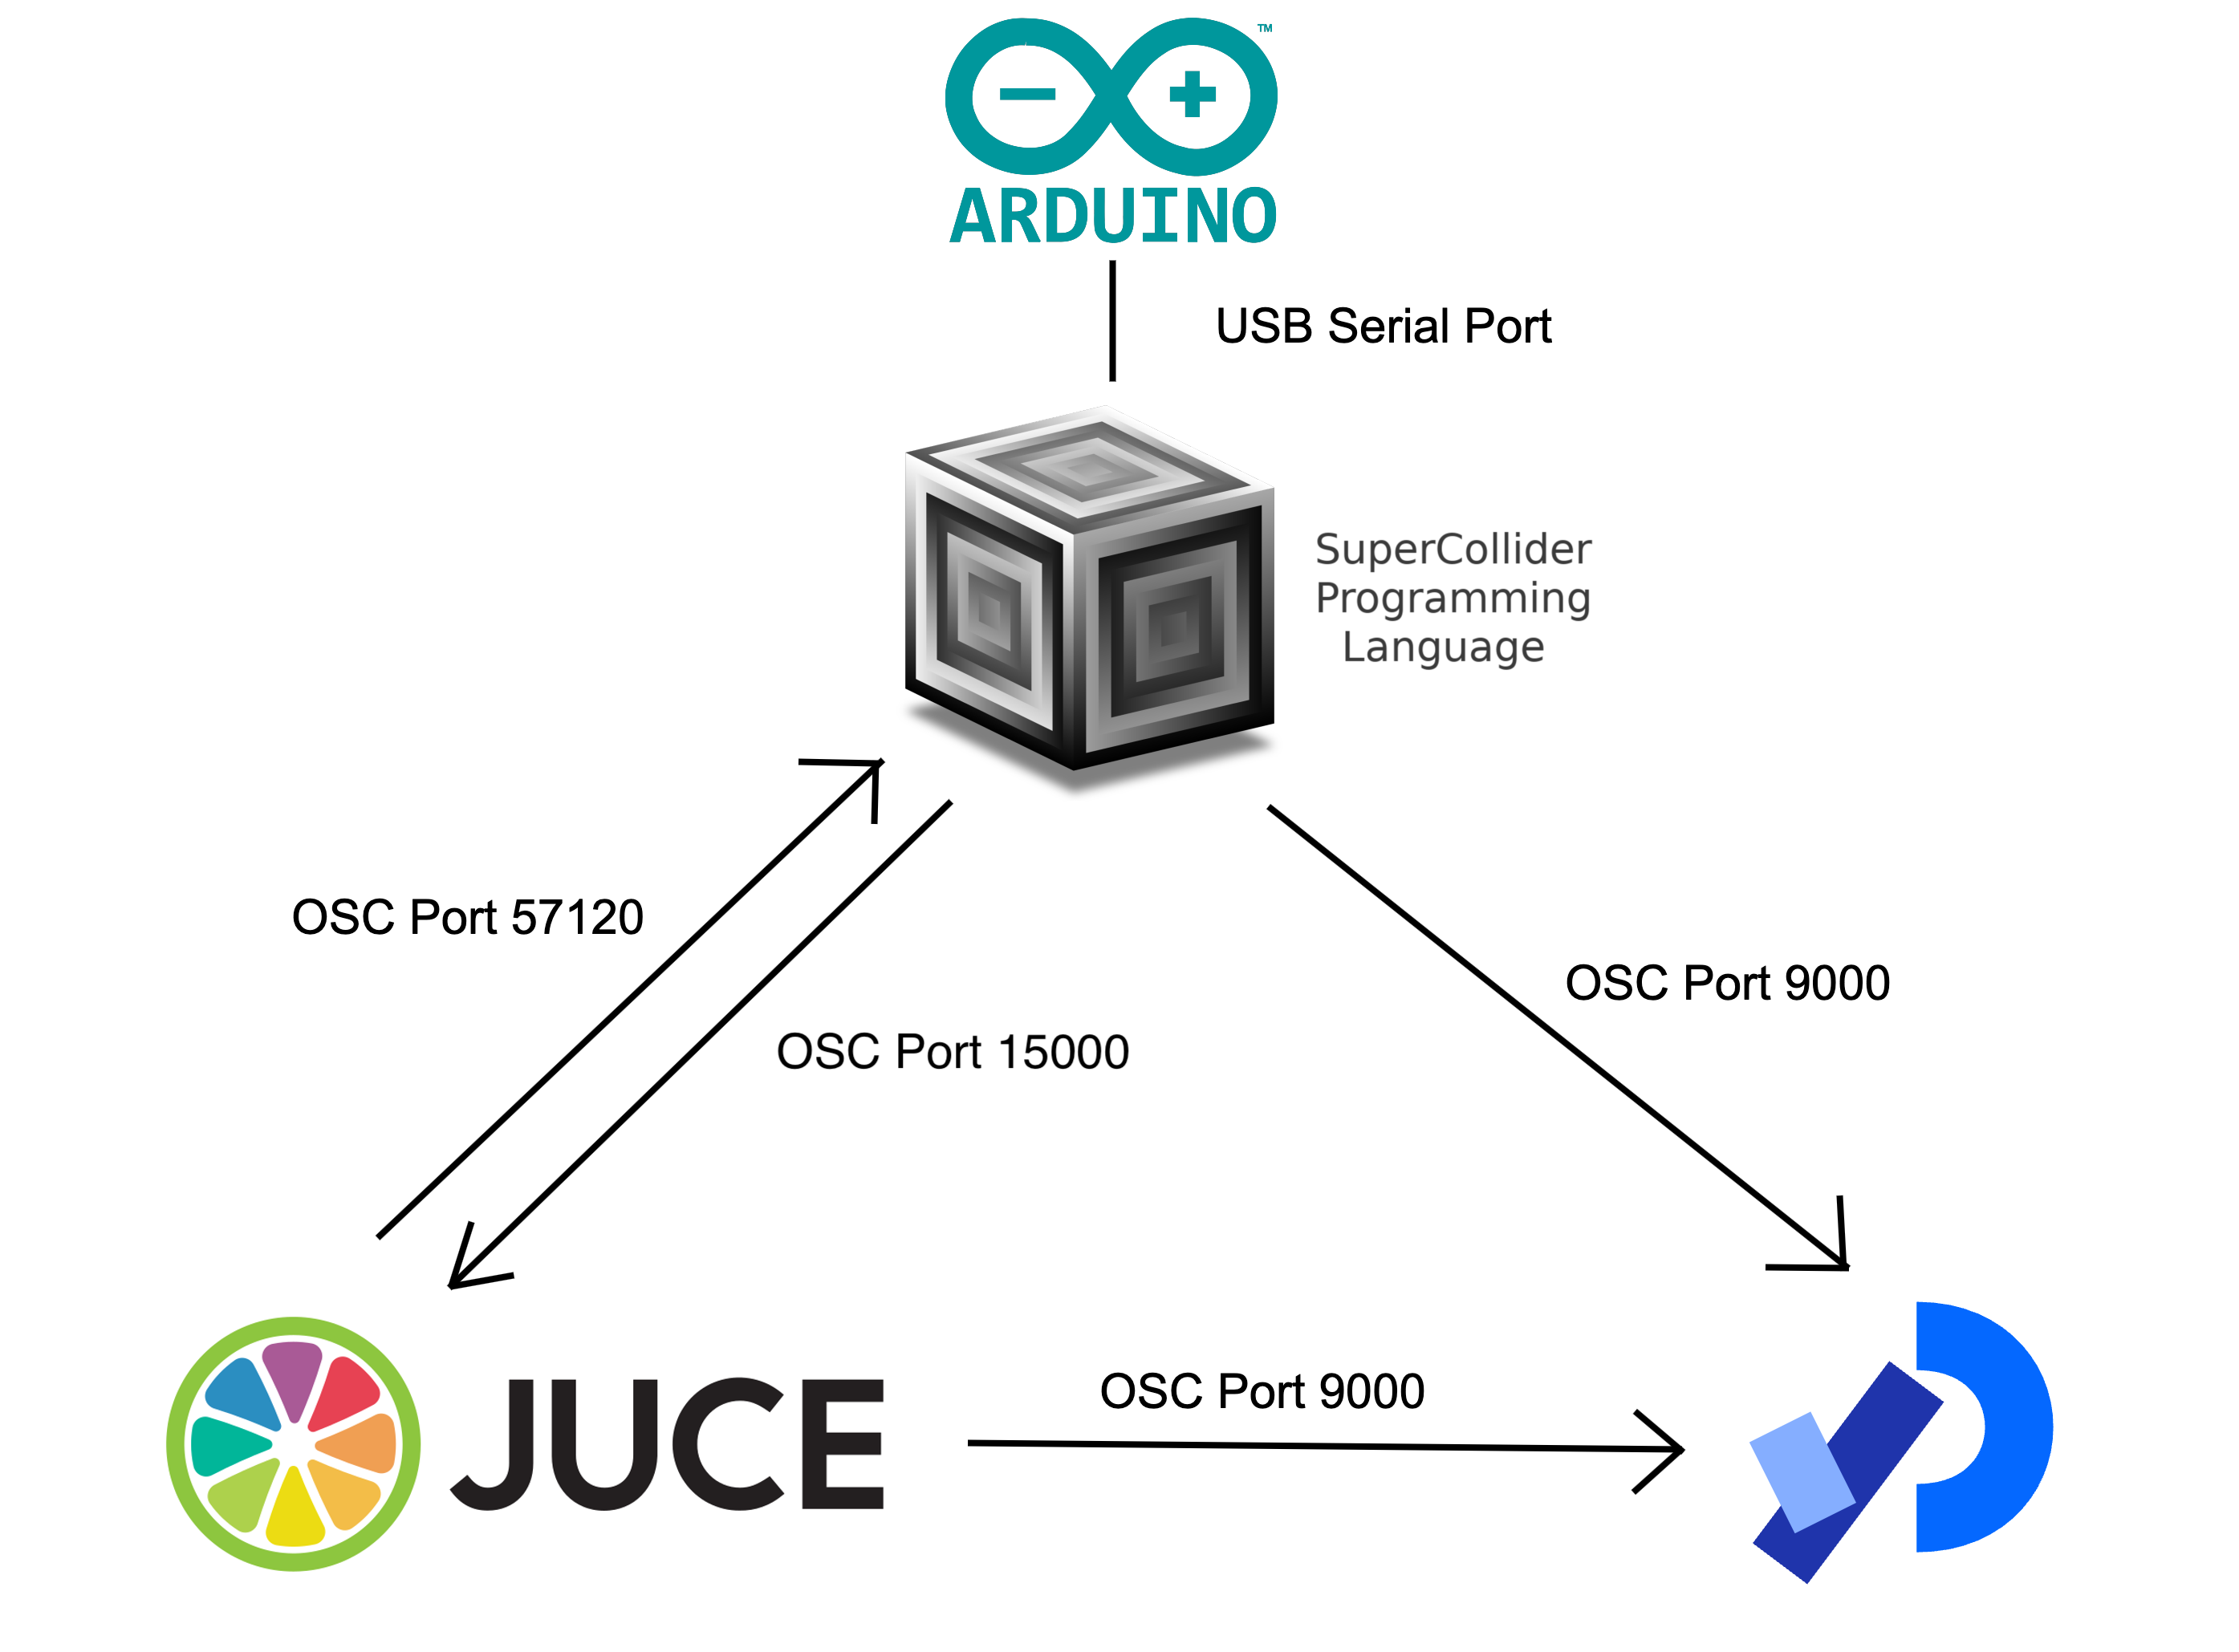 TM
ARDUINO
USB Serial Port
SuperCollider
Programming
Language
OSC Port 57120
OSC Port 9000
OSC Port 15000
OSC Port 9000
JUCE